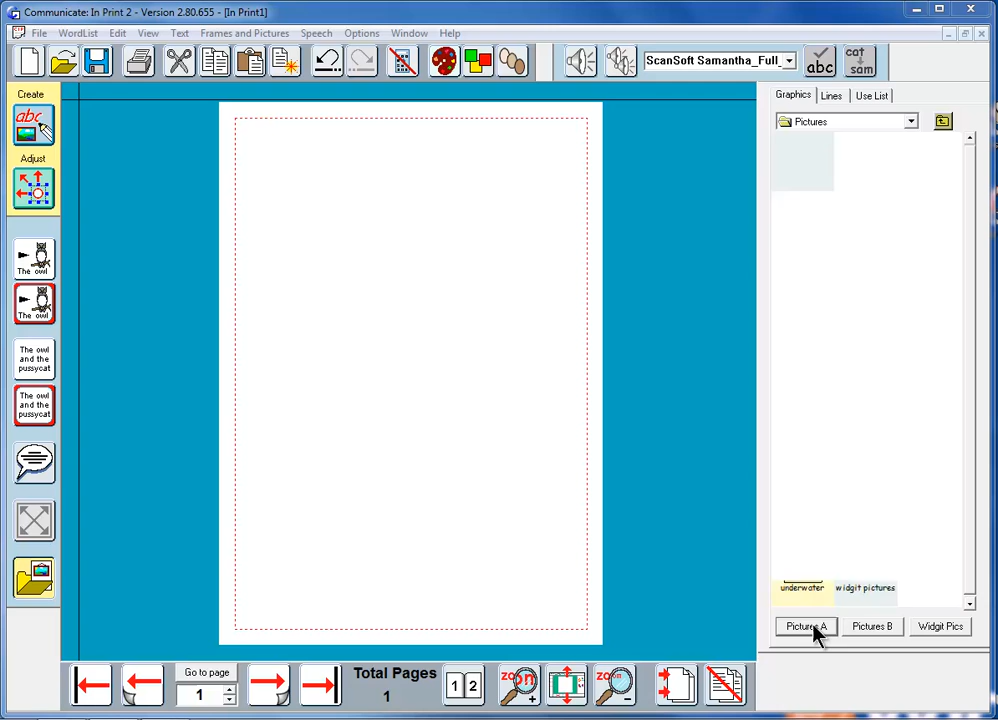 Communicate: In Print 2 - Version 2.80.655 - [In Print1]
File WordList Edit View Text Frames and Pictures Speech Options Window Help
abc
ScanSoft Samantha_Full_
cat
sam
Create
abc
Adjust
The owl
The owl
The owl
and the
pussycat
The owl
and the
pussycat
Graphics Lines Use List
Pictures
underwater widgit pictures
Pictures A Pictures B Widgit Pics
Go to page
1
Total Pages
1
1 2
zoom
+
zoom
-